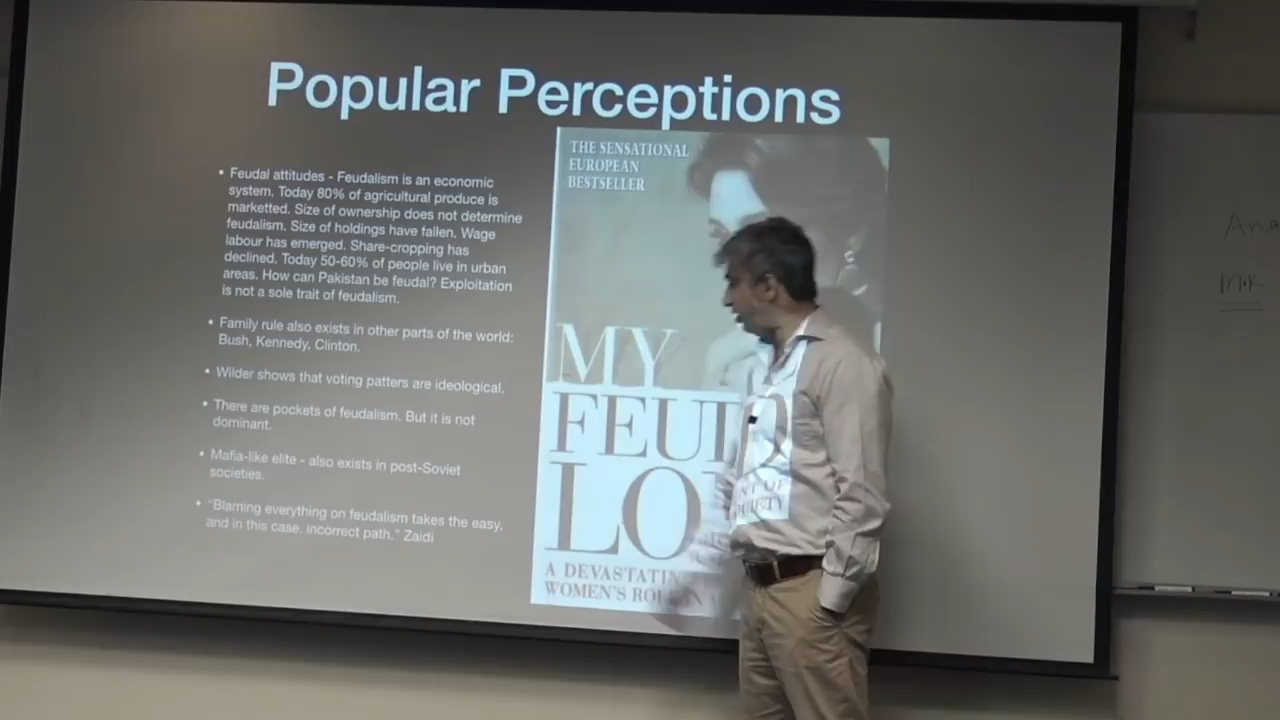 Popular Perceptions
• Feudal attitudes - Feudalism is an economic
system. Today 80% of agricultural produce is
marketted. Size of ownership does not determine
feudalism. Size of holdings have fallen. Wage
labour has emerged. Share-cropping has
declined. Today 50-60% of people live in urban
areas. How can Pakistan be feudal? Exploitation
is not a sole trait of feudalism.
• Family rule also exists in other parts of the world:
Bush, Kennedy, Clinton.
• Wilder shows that voting patters are ideological.
• There are pockets of feudalism. But it is not
dominant.
• Mafia-like elite - also exists in post-Soviet
societies.
• "Blaming everything on feudalism takes the easy,
and in this case, incorrect path." Zaidi
THE SENSATIONAL
EUROPEAN
BESTSELLER
MY
FEUD
LO
A DEVASTATIN
WOMEN'S IN